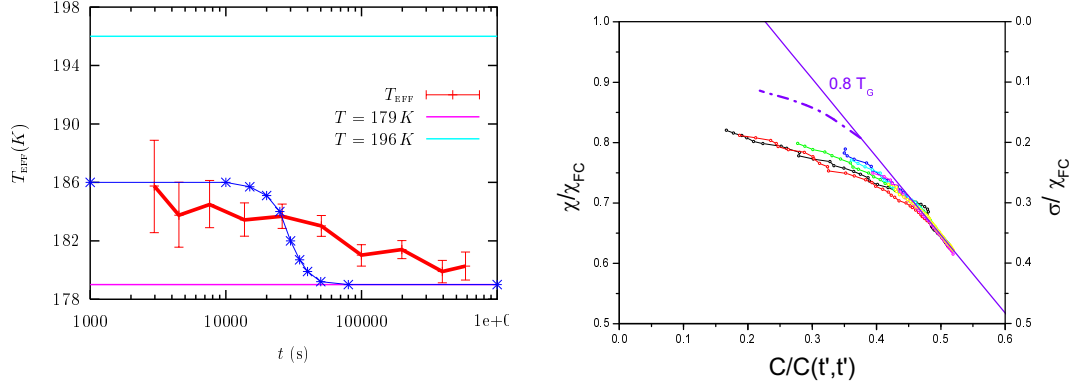 198
194
190
186
182
178
T_EFF(K)
T_EFF
T = 179 K
T = 196 K
1000
10000
100000
1e+0
t (s)
1.0
0.9
0.8
0.7
0.6
0.5
χ/χ_FC
0.8 T_G
0.0
0.1
0.2
0.3
0.4
0.5
σ/ χ_FC
0.0
0.1
0.2
0.3
0.4
0.5
0.6
C/C(t',t')